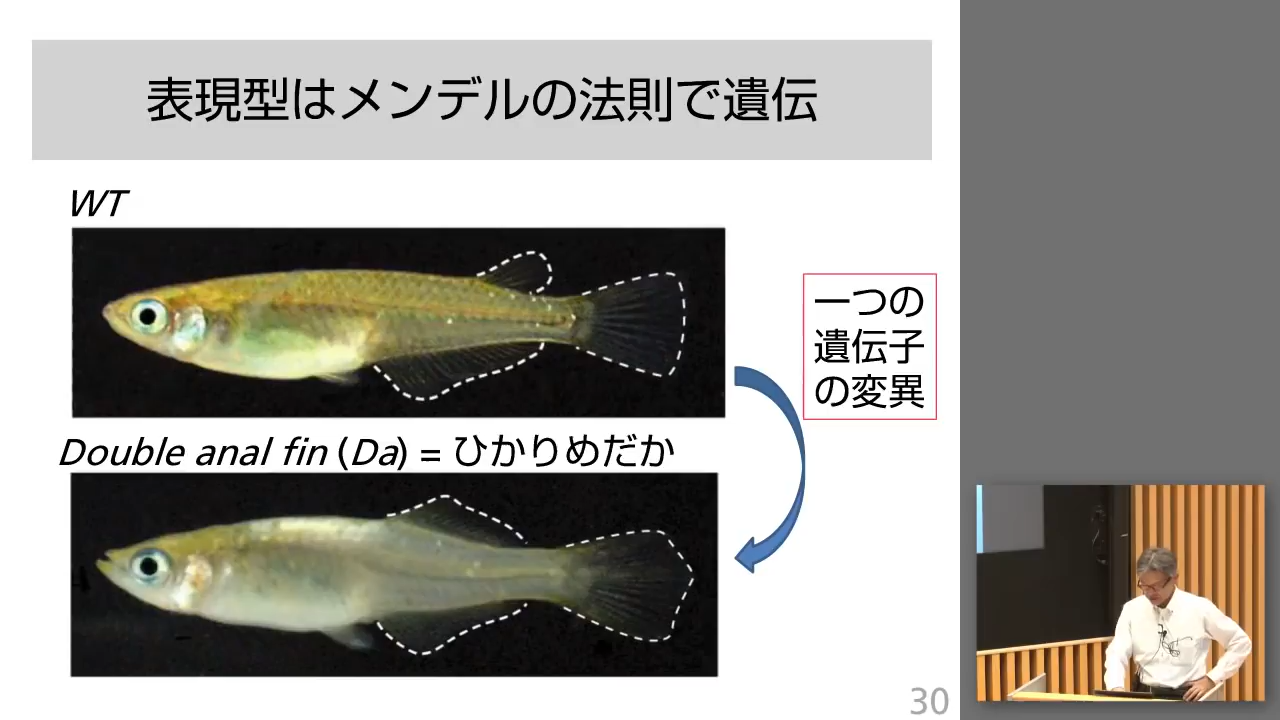 表現型はメンデルの法則で遺伝
WT
一つの
遺伝子
の変異
Double anal fin (Da) = ひかりめだか
30